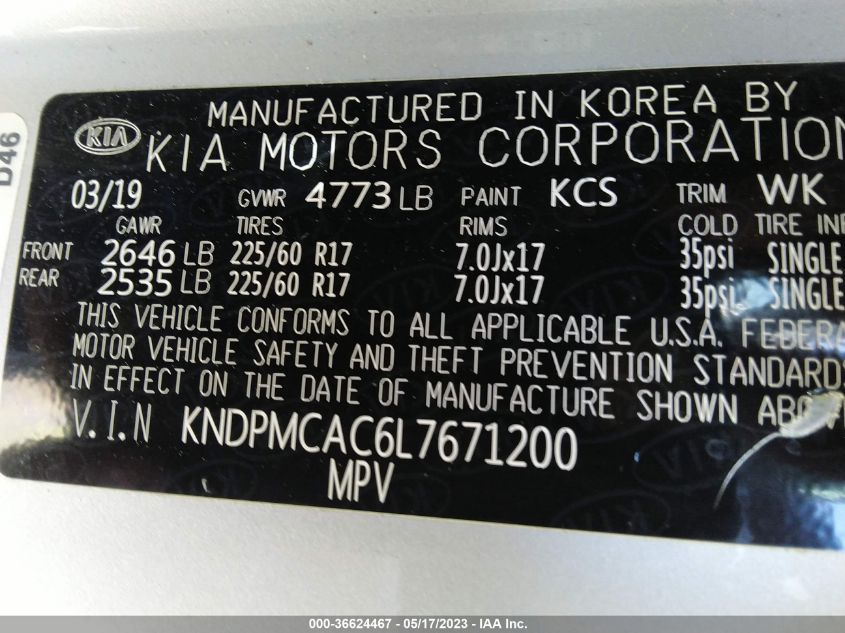 D46
KIA
MANUFACTURED IN KOREA BY
KIA MOTORS CORPORATION
03/19 GVWR 4773 LB PAINT KCS TRIM WK
GAWR TIRES RIMS COLD TIRE
FRONT 2646 LB 225/60 R17 7.0Jx17 35psi SINGLE
REAR 2535 LB 225/60 R17 7.0Jx17 35psi SINGLE
THIS VEHICLE CONFORMS TO ALL APPLICABLE U.S.A. FEDERA
MOTOR VEHICLE SAFETY AND THEFT PREVENTION STANDARDS
IN EFFECT ON THE DATE OF MANUFACTURE SHOWN ABOVE
V.I.N KNDPMCAC6L7671200
MPV
000-36624467 - 05/17/2023 - IAA Inc.